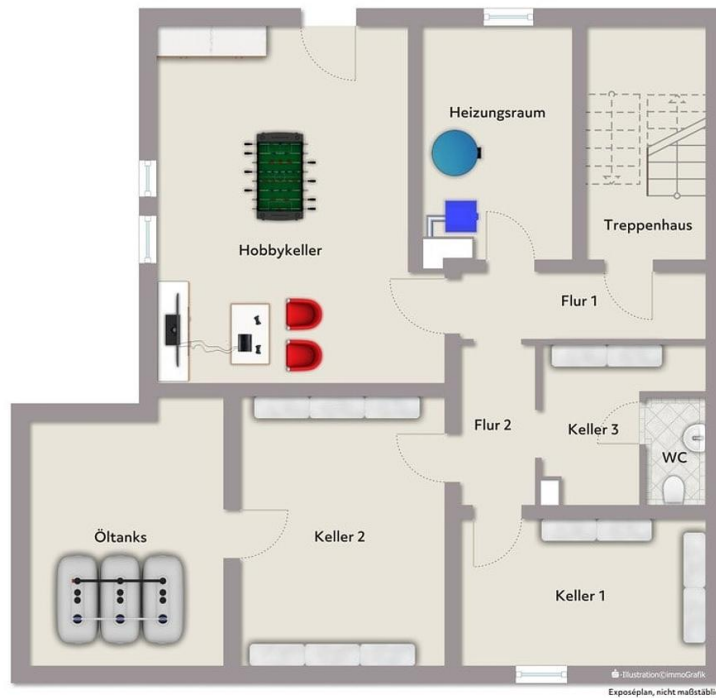 Heizungsraum
Treppenhaus
Hobbykeller
Flur 1
Flur 2
Keller 3
WC
Öltanks
Keller 2
Keller 1
-Illustration©immoGrafik
Exposéplan, nicht maßstäblic